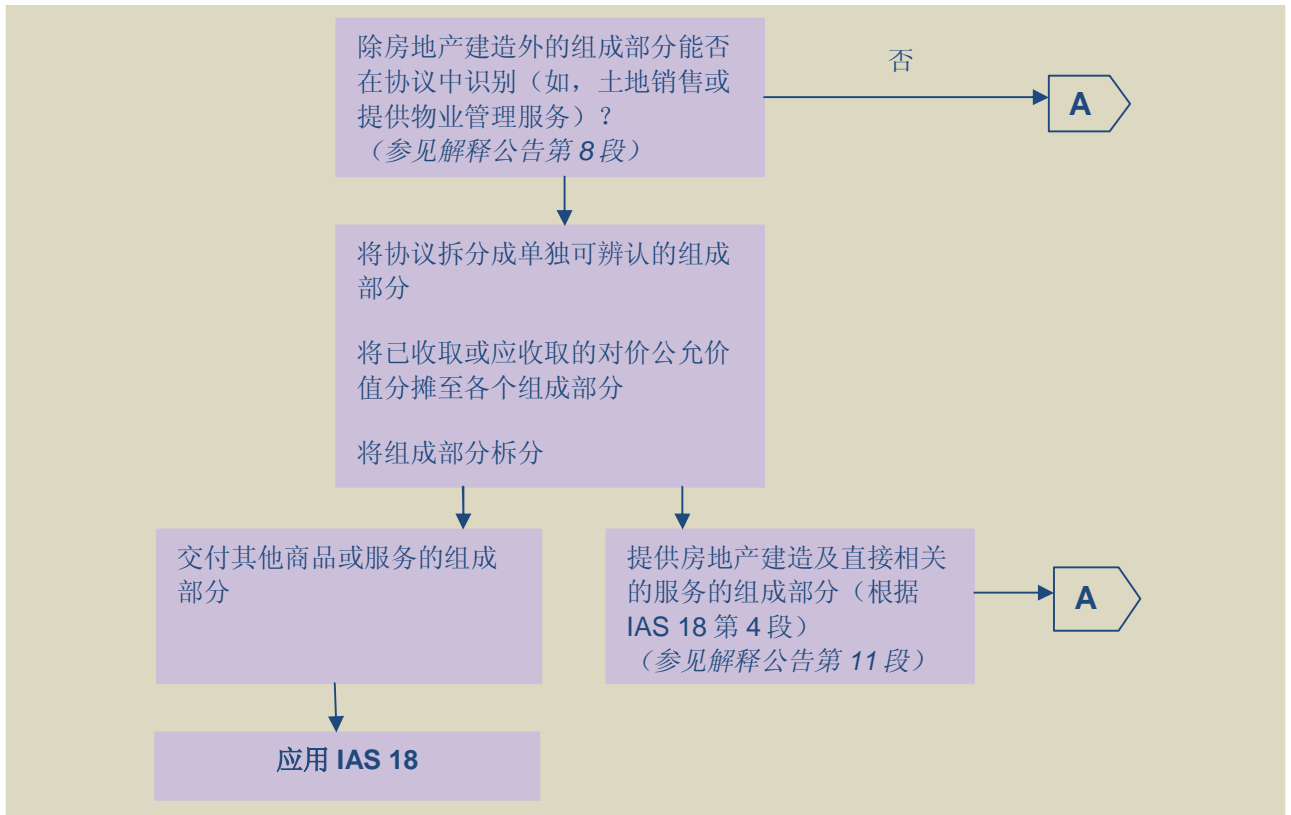 除房地产建造外的组成部分能否
在协议中识别（如，土地销售或
提供物业管理服务）？
（参见解释公告第 8 段）
否
A
将协议拆分成单独可辨认的组成
部分
将已收取或应收取的对价公允价
值分摊至各个组成部分
将组成部分柝分
交付其他商品或服务的组成
部分
提供房地产建造及直接相关
的服务的组成部分（根据
IAS 18 第 4 段）
（参见解释公告第 11 段）
A
应用 IAS 18